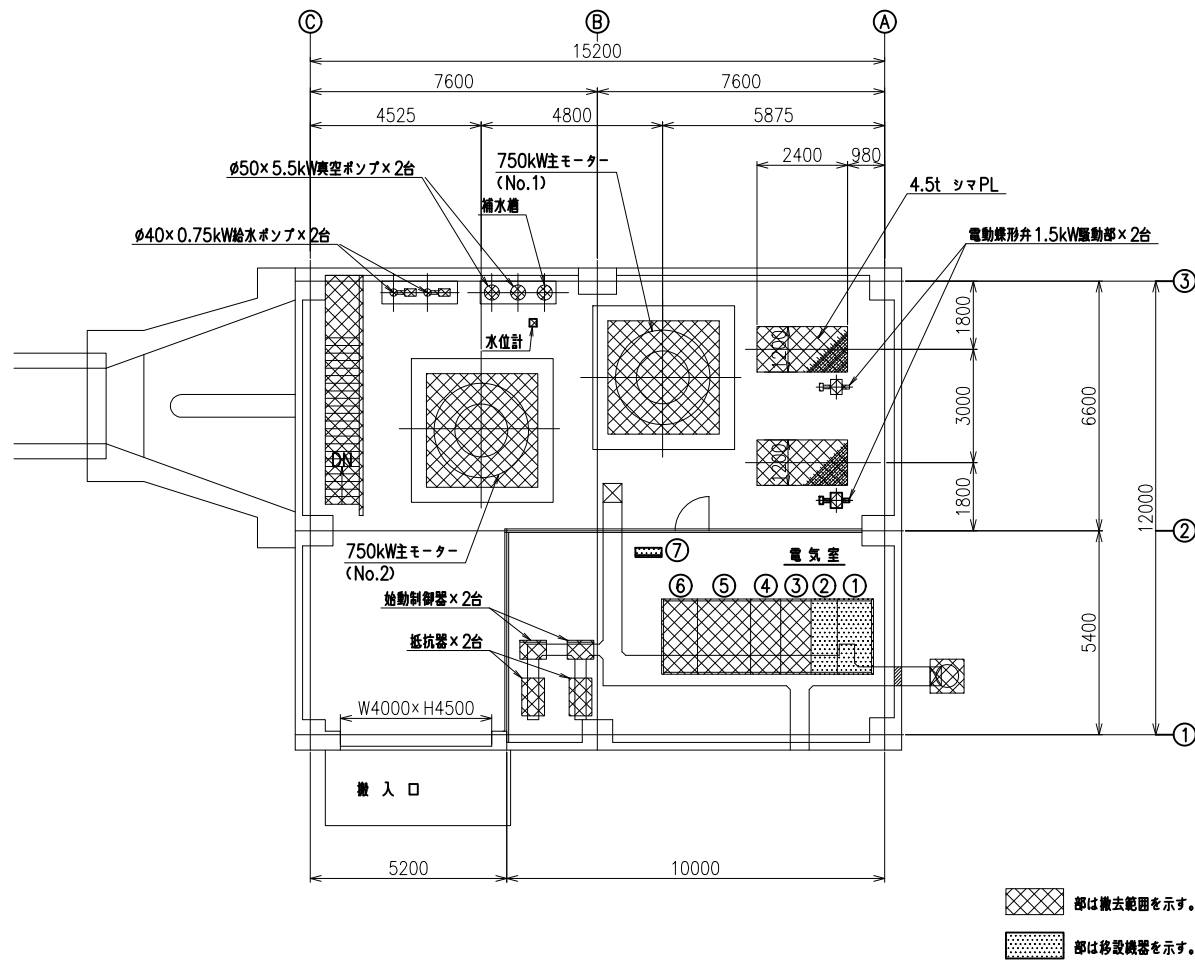 C
B
A
15200
7600
7600
4525
4800
5875
φ50×5.5kW真空ポンプ×2台
750kW主モーター
(No.1)
補水槽
2400
980
4.5t シマPL
φ40×0.75kW給水ポンプ×2台
電動蝶形弁1.5kW駆動部×2台
3
1800
1200
水位計
3000
6600
DN
1200
1800
12000
2
750kW主モーター
(No.2)
7
電気室
6
5
4
3
2
1
始動制御器×2台
抵抗器×2台
5400
W4000×H4500
1
搬入口
5200
10000
部は撤去範囲を示す。
部は移設機器を示す。